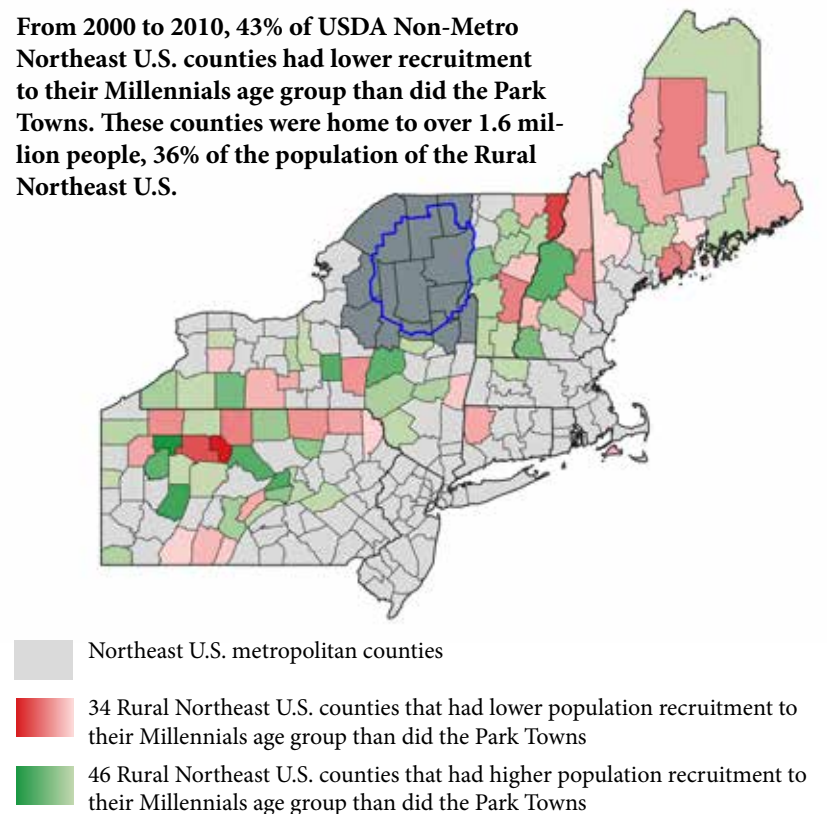 From 2000 to 2010, 43% of USDA Non-Metro
Northeast U.S. counties had lower recruitment
to their Millennials age group than did the Park
Towns. These counties were home to over 1.6 mil-
lion people, 36% of the population of the Rural
Northeast U.S.
Northeast U.S. metropolitan counties
34 Rural Northeast U.S. counties that had lower population recruitment to
their Millennials age group than did the Park Towns
46 Rural Northeast U.S. counties that had higher population recruitment to
their Millennials age group than did the Park Towns